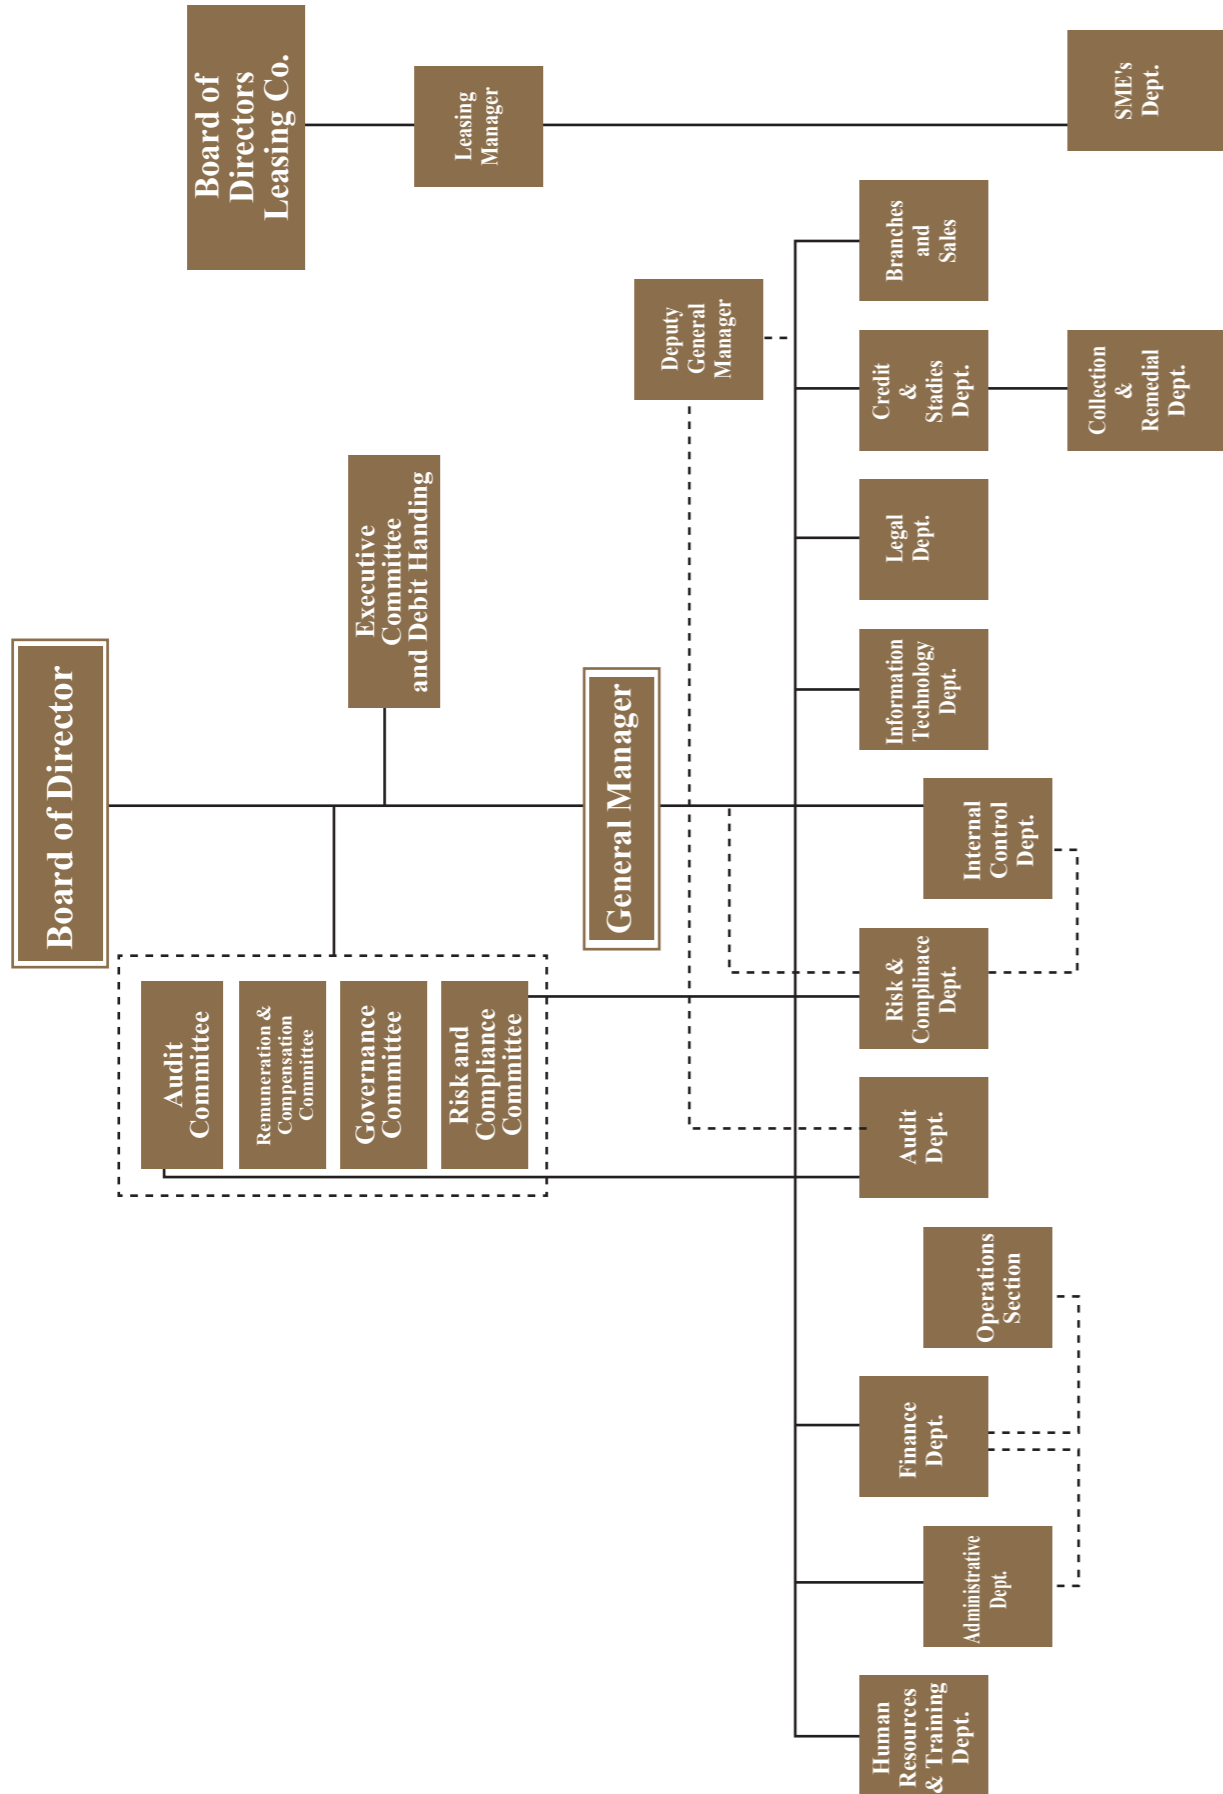 Board of Director
Board of
Directors
Leasing Co.
Leasing
Manager
Executive
Committee
and Debit Handing
Audit
Committee
Remuneration &
Compensation
Committee
Governance
Committee
Risk and
Compliance
Committee
General Manager
Deputy
General
Manager
Human
Resources
& Training
Dept.
Administrative
Dept.
Finance
Dept.
Operations
Section
Audit
Dept.
Risk &
Complinace
Dept.
Internal
Control
Dept.
Information
Technology
Dept.
Legal
Dept.
Credit
&
Stadies
Dept.
Branches
and
Sales
Collection
&
Remedial
Dept.
SME's
Dept.